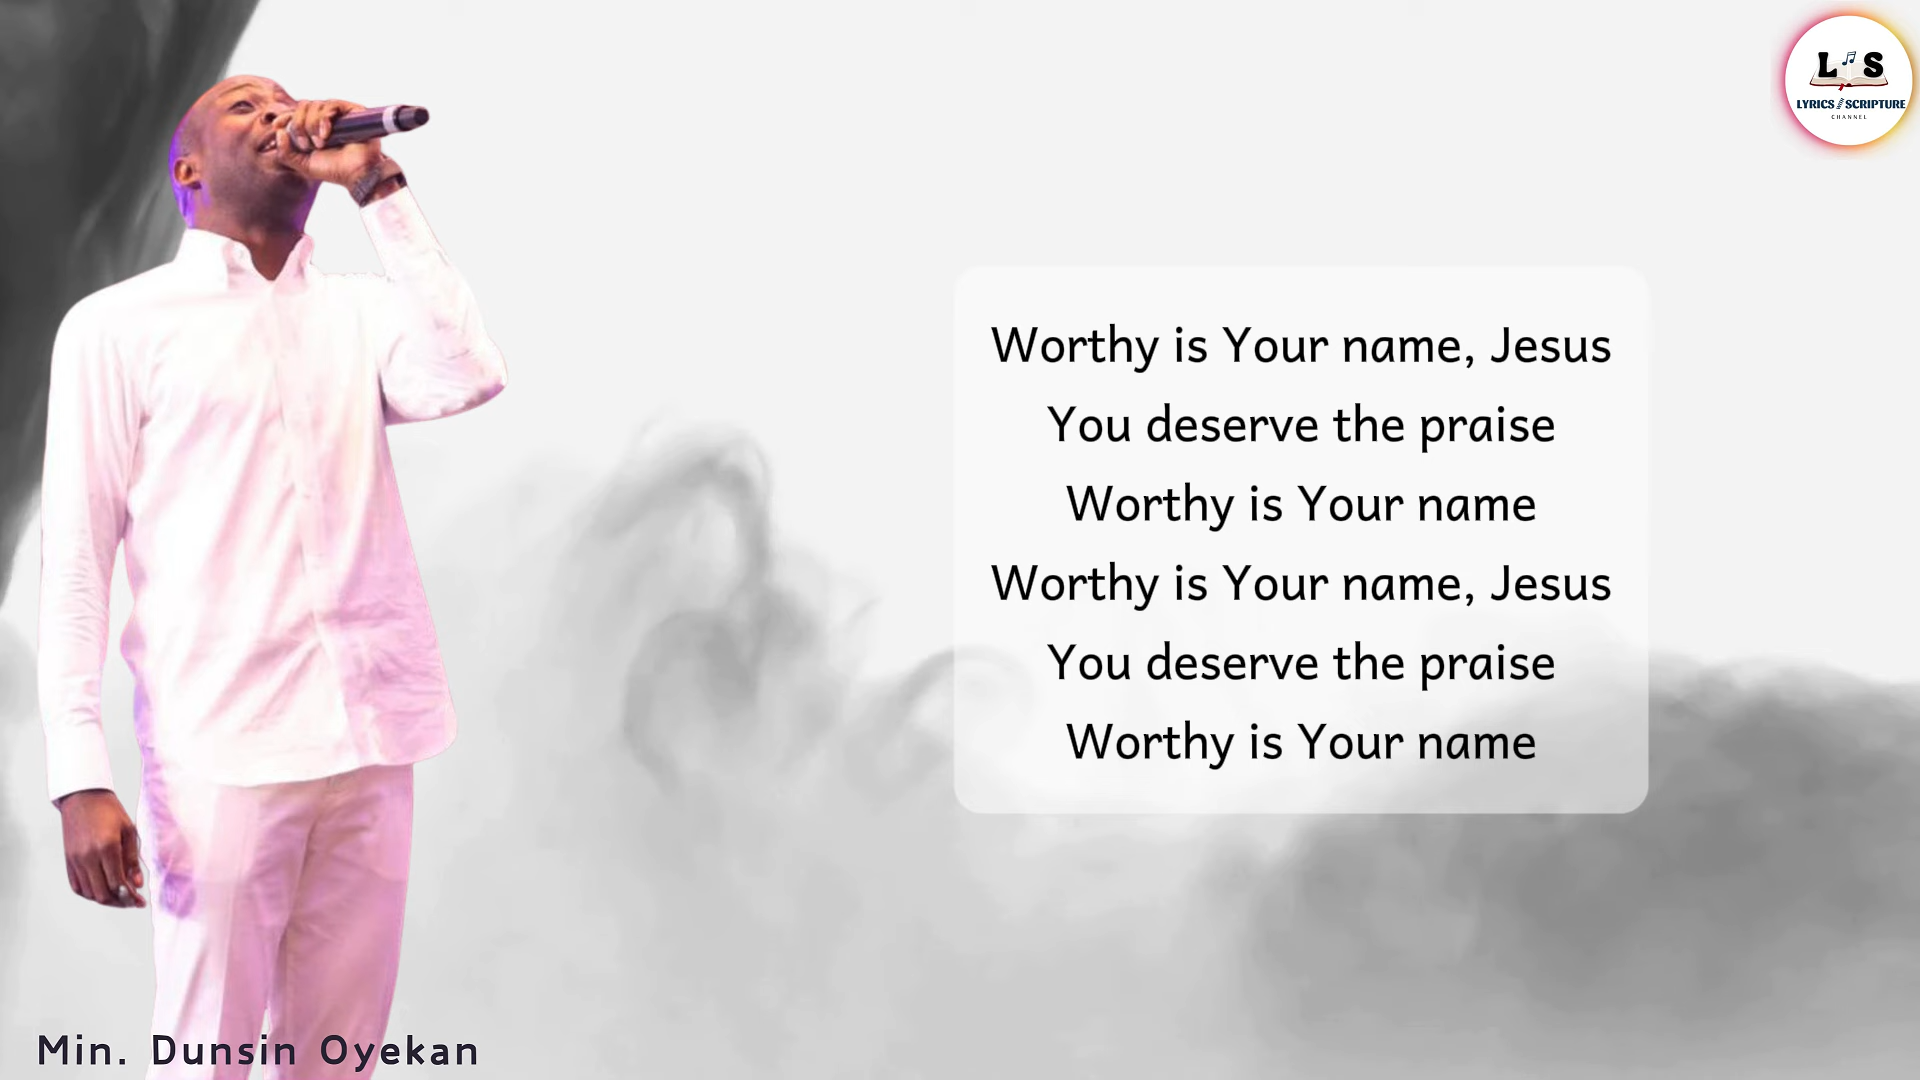 L S
LYRICS SCRIPTURE
CHANNEL
Worthy is Your name, Jesus
You deserve the praise
Worthy is Your name
Worthy is Your name, Jesus
You deserve the praise
Worthy is Your name
Min. Dunsin Oyekan